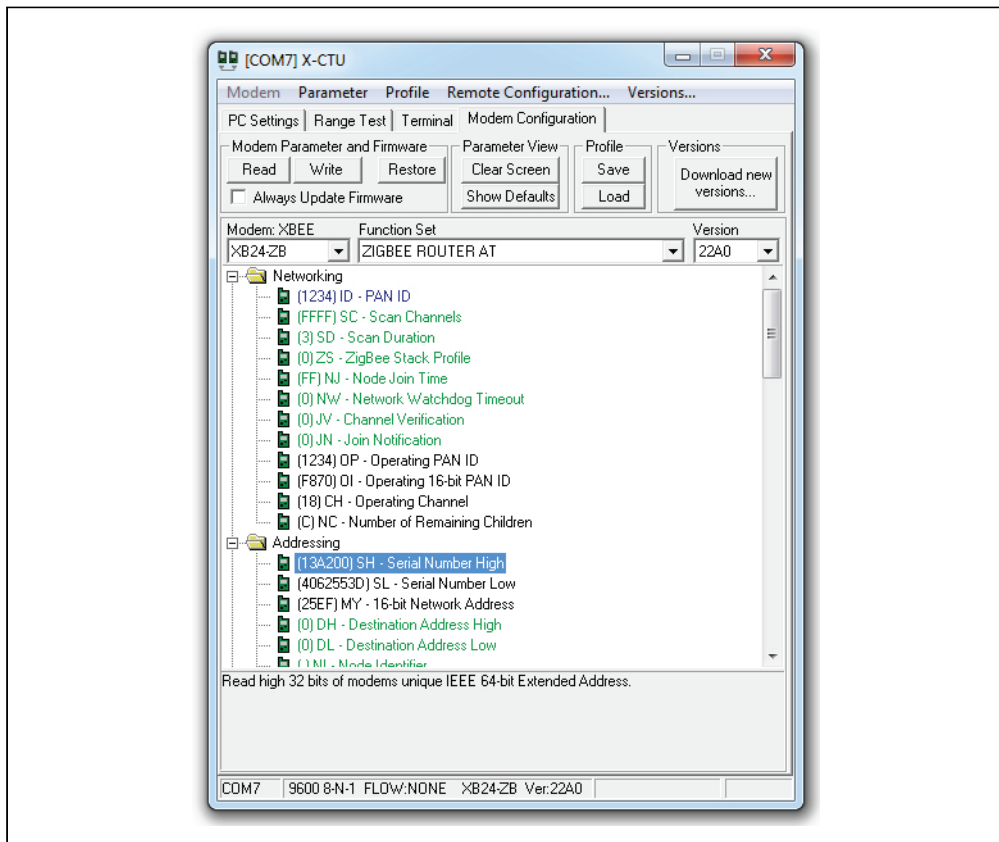 [COM7] X-CTU
Modem Parameter Profile Remote Configuration... Versions...
PC Settings Range Test Terminal Modem Configuration
Modem Parameter and Firmware Parameter View Profile Versions
Read Write Restore Clear Screen Save Download new versions...
Always Update Firmware Show Defaults Load
Modem: XBEE Function Set Version
XB24-ZB ZIGBEE ROUTER AT 22A0
Networking
(1234) ID - PAN ID
(FFFF) SC - Scan Channels
(3) SD - Scan Duration
(0) ZS - ZigBee Stack Profile
(FF) NJ - Node Join Time
(0) NW - Network Watchdog Timeout
(0) JV - Channel Verification
(0) JN - Join Notification
(1234) OP - Operating PAN ID
(F870) OI - Operating 16-bit PAN ID
(18) CH - Operating Channel
(C) NC - Number of Remaining Children
Addressing
(13A200) SH - Serial Number High
(4062553D) SL - Serial Number Low
(25EF) MY - 16-bit Network Address
(0) DH - Destination Address High
(0) DL - Destination Address Low
( ) NI - Node Identifier
Read high 32 bits of modems unique IEEE 64-bit Extended Address.
COM7 9600 8-N-1 FLOW:NONE XB24-ZB Ver:22A0